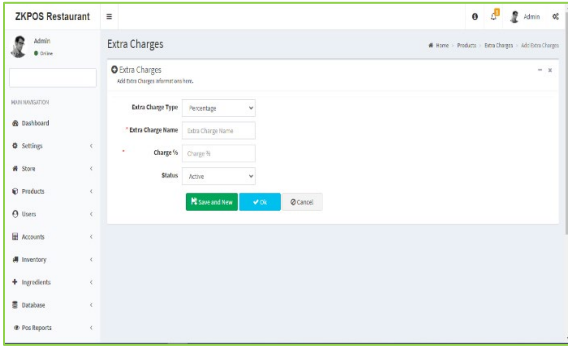 ZKPOS Restaurant
Admin
Admin
Online
Extra Charges
Home > Products > Extra Charges > Add Extra Charges
Extra Charges
Add Extra Charges informations here.
MAIN NAVIGATION
Dashboard
Settings
Store
Products
Users
Accounts
Inventory
Ingredients
Database
Pos Reports
Extra Charge Type
Percentage
* Extra Charge Name
Extra Charge Name
* Charge %
Charge %
Status
Active
Save and New
Ok
Cancel